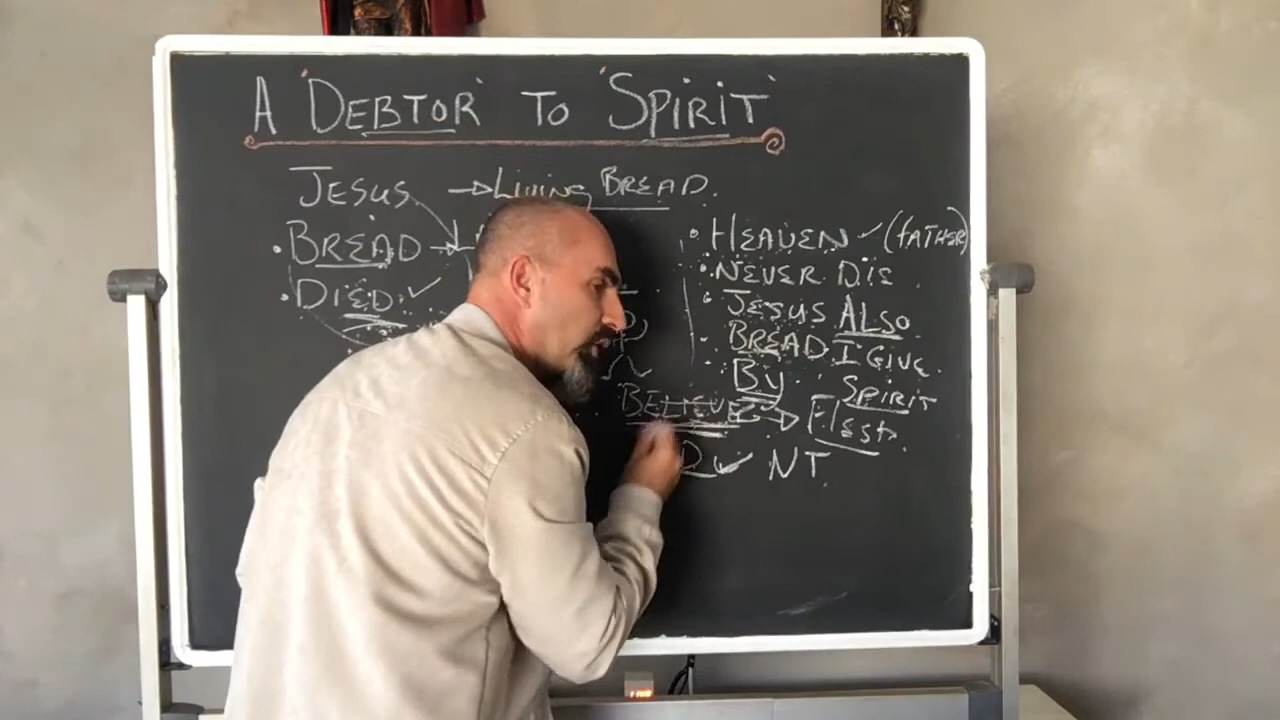 A 'DEBTOR' TO 'SPIRIT'
JESUS → LIVING BREAD.
• BREAD →
• DIED ✓
• HEAVEN ✓ (FATHER)
• NEVER DIE
• JESUS ALSO
• BREAD I GIVE
BY SPIRIT
BELIEVE → FLESH
D ✓ NT